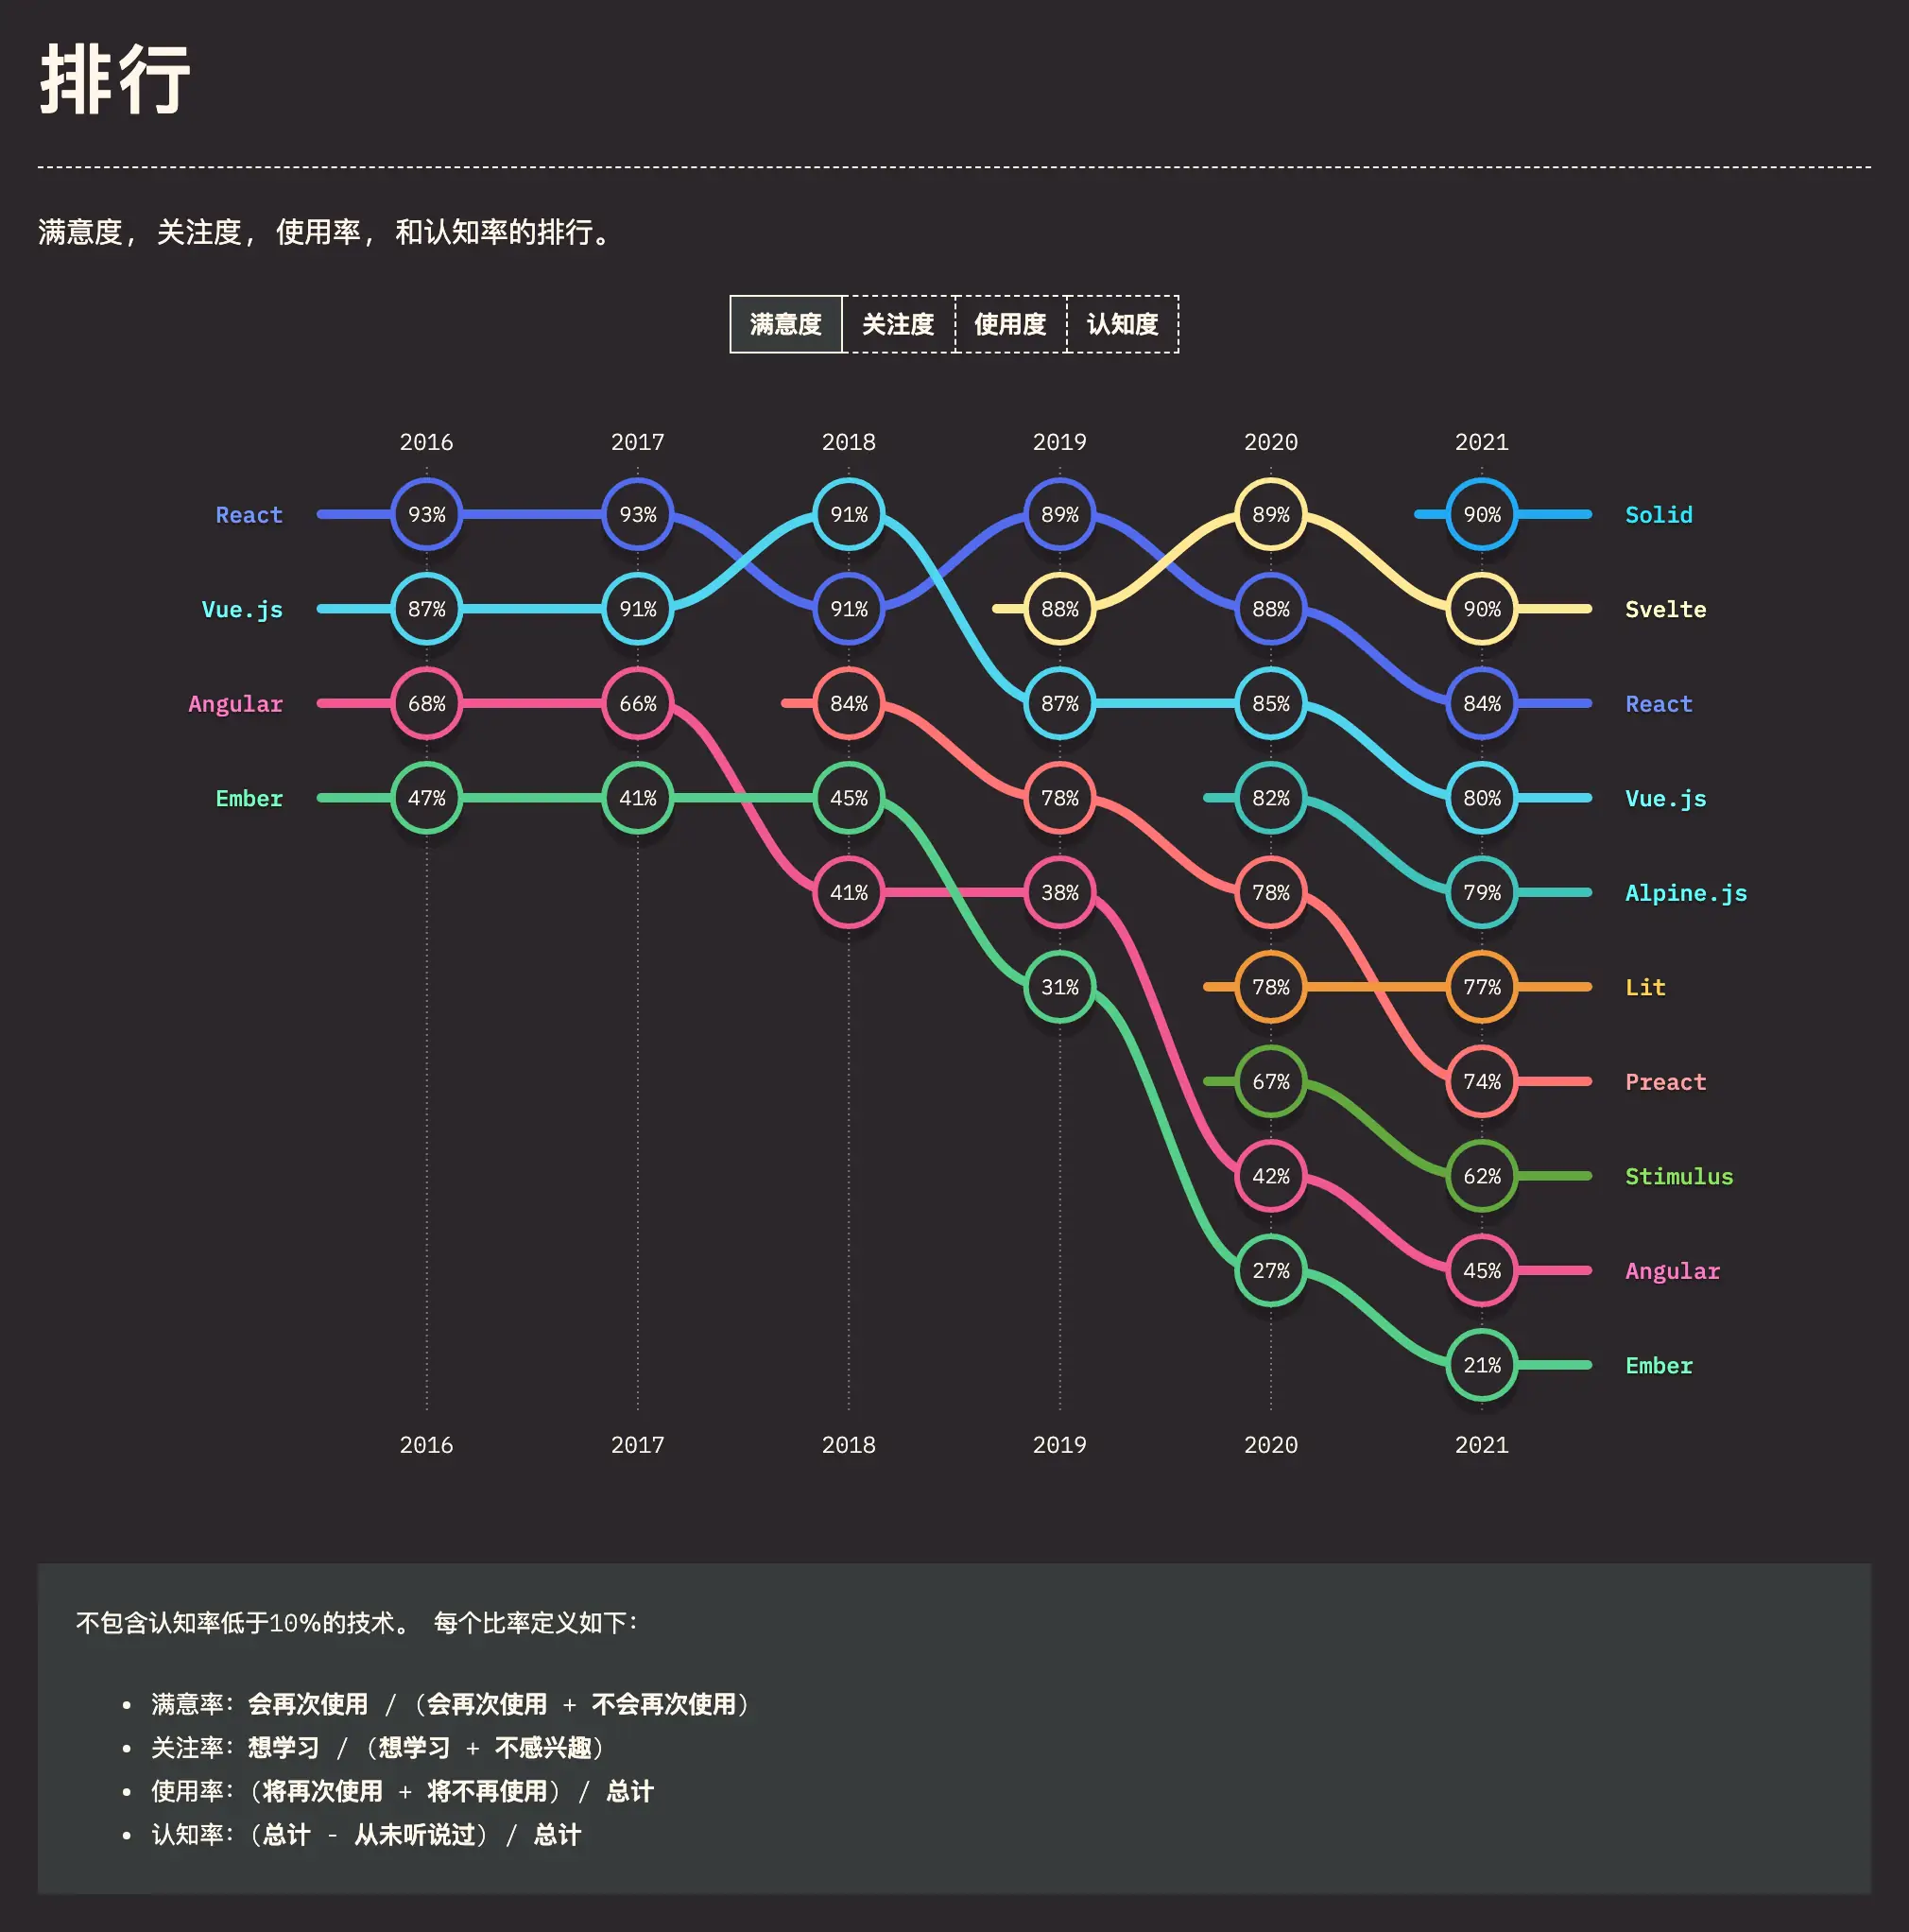 排行
满意度, 关注度, 使用率, 和认知率的排行。
满意度 关注度 使用度 认知度
2016 2017 2018 2019 2020 2021
React 93% 93% 91% 89% 89% 90% Solid
Vue.js 87% 91% 91% 88% 88% 90% Svelte
Angular 68% 66% 84% 87% 85% 84% React
Ember 47% 41% 45% 78% 82% 80% Vue.js
41% 38% 78% 79% Alpine.js
31% 78% 77% Lit
67% 74% Preact
42% 62% Stimulus
27% 45% Angular
21% Ember
2016 2017 2018 2019 2020 2021
不包含认知率低于10%的技术。 每个比率定义如下:
• 满意率: 会再次使用 / (会再次使用 + 不会再次使用)
• 关注率: 想学习 / (想学习 + 不感兴趣)
• 使用率: (将再次使用 + 将不再使用) / 总计
• 认知率: (总计 - 从未听说过) / 总计